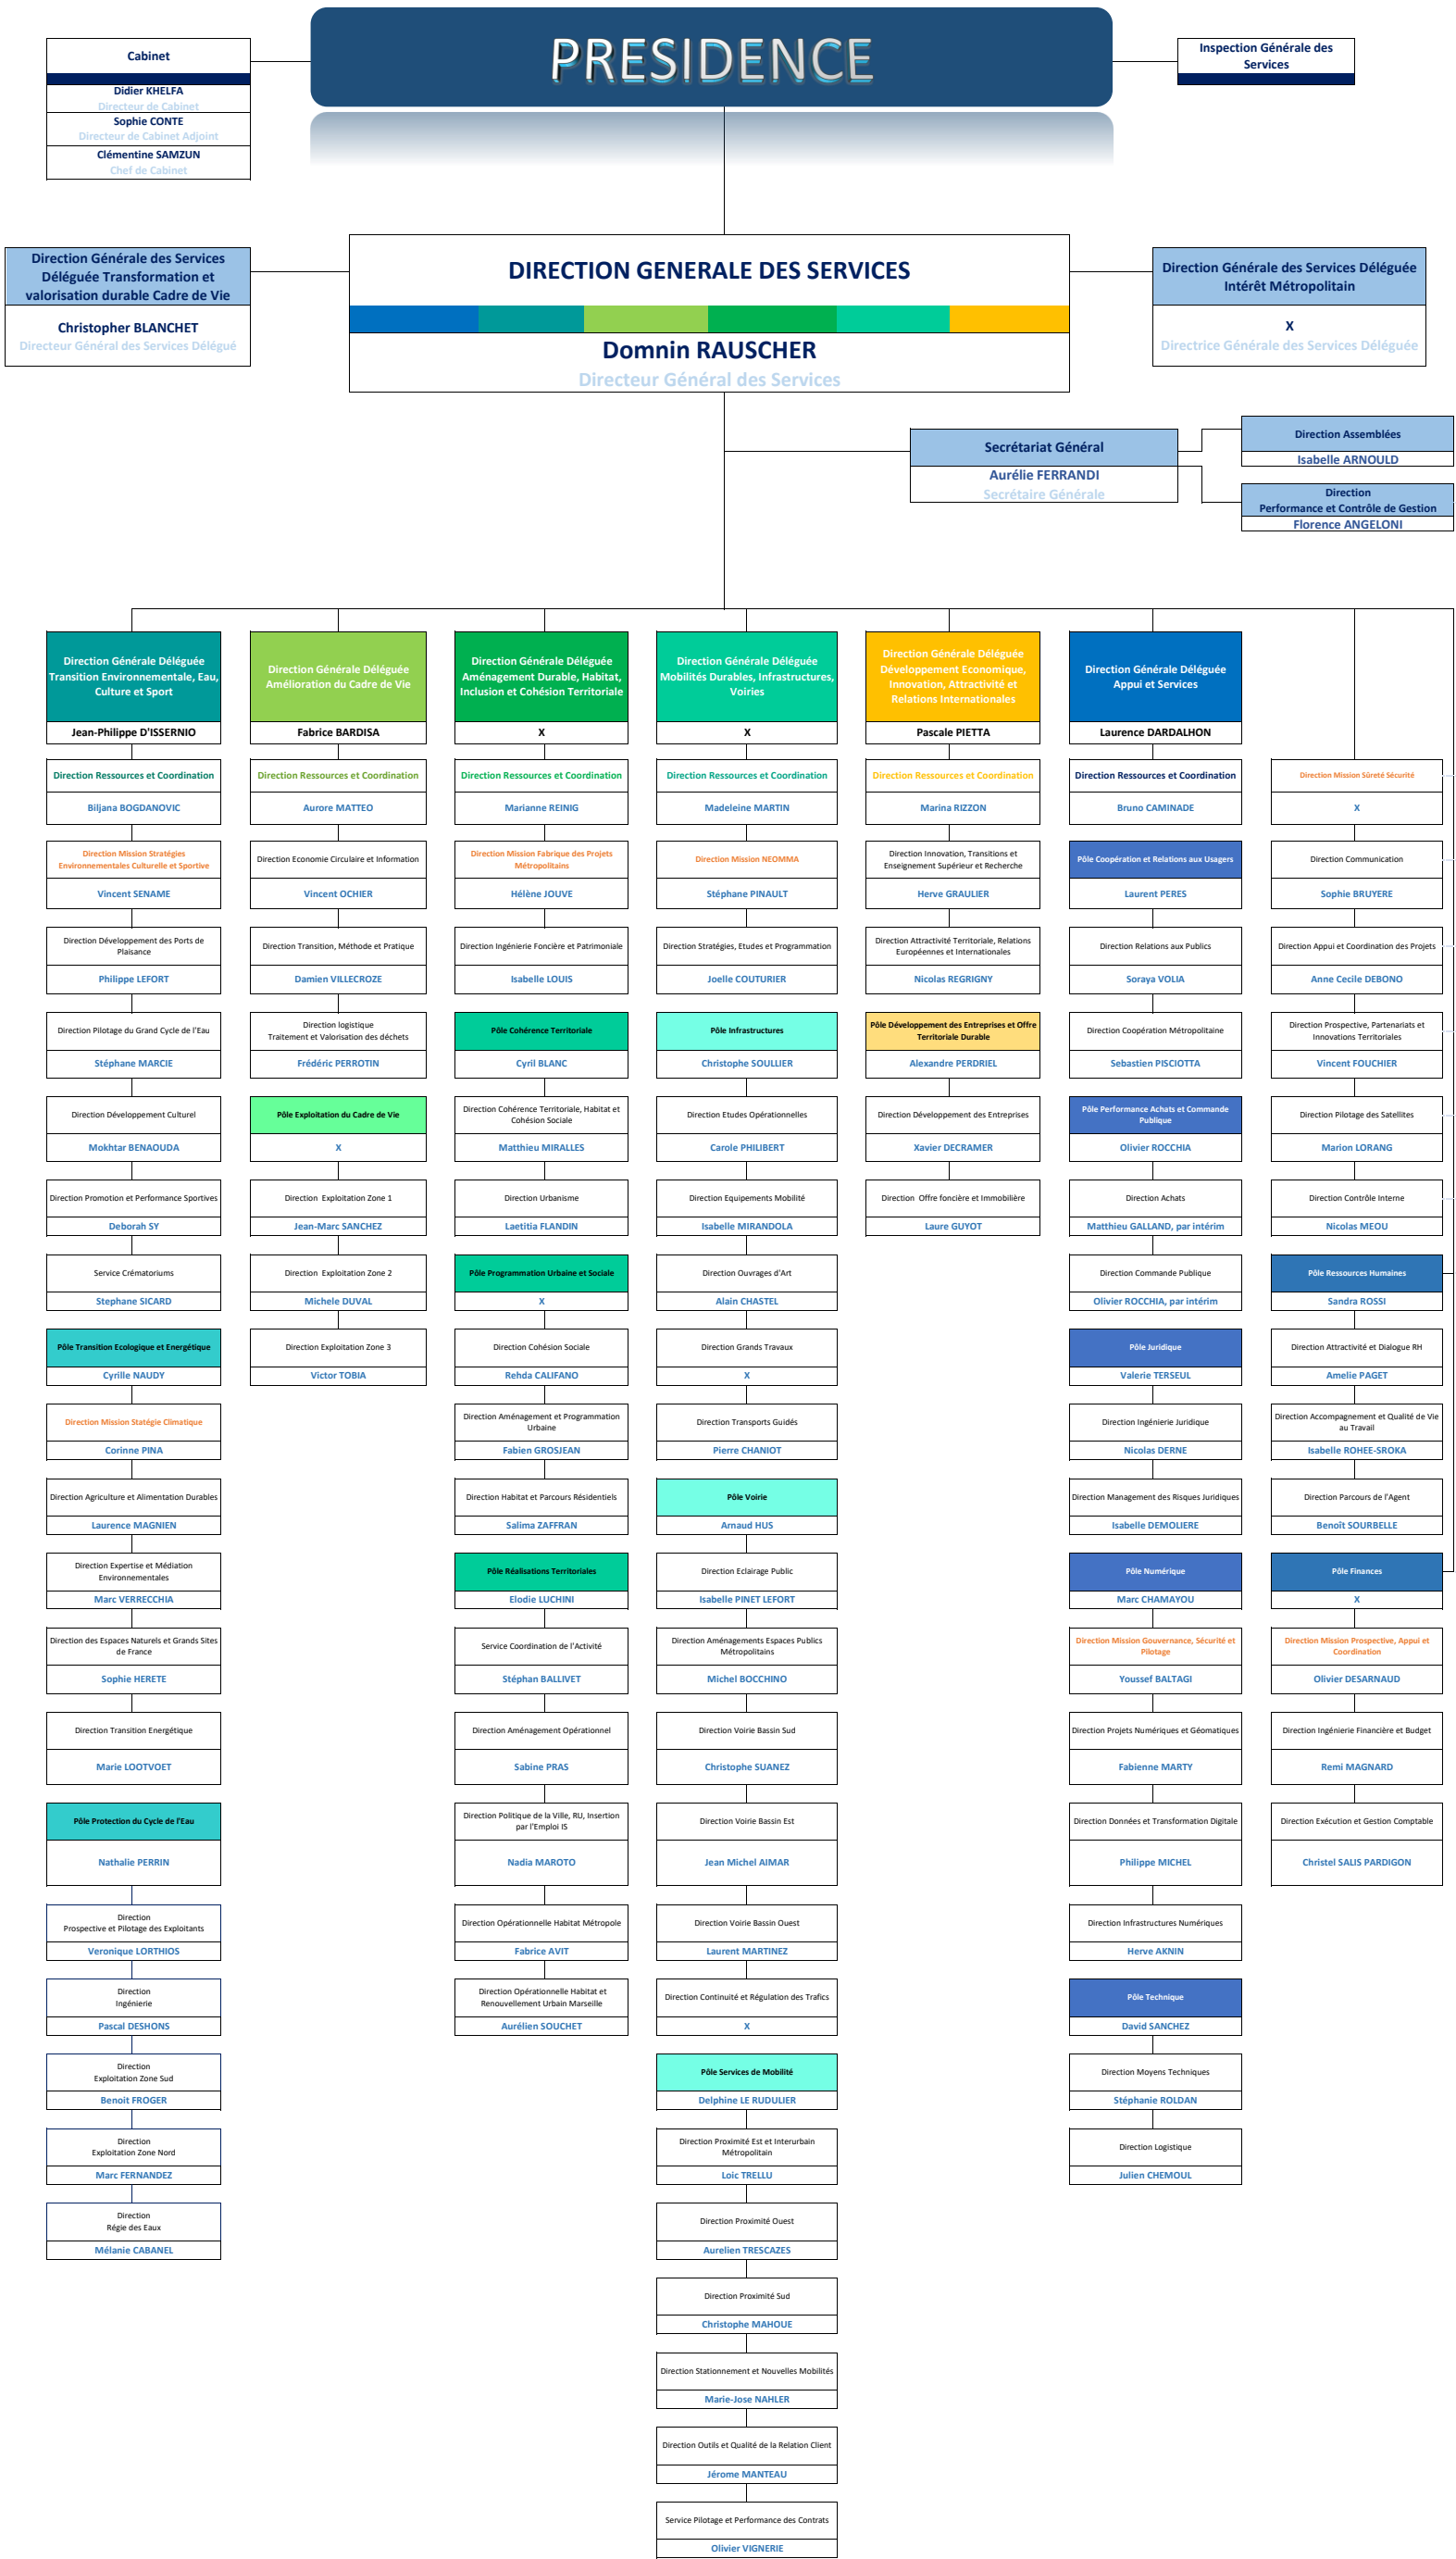 PRESIDENCE
Cabinet
Didier KHELFA
Directeur de Cabinet
Sophie CONTE
Directeur de Cabinet Adjoint
Clémentine SAMZUN
Chef de Cabinet
Inspection Générale des
Services
Direction Générale des Services
Déléguée Transformation et
valorisation durable Cadre de Vie
Christopher BLANCHET
Directeur Général des Services Délégué
DIRECTION GENERALE DES SERVICES
Domnin RAUSCHER
Directeur Général des Services
Direction Générale des Services Déléguée
Intérêt Métropolitain
X
Directrice Générale des Services Déléguée
Secrétariat Général
Aurélie FERRANDI
Secrétaire Générale
Direction Assemblées
Isabelle ARNOULD
Direction
Performance et Contrôle de Gestion
Florence ANGELONI
Direction Générale Déléguée
Transition Environnementale, Eau,
Culture et Sport
Jean-Philippe D'ISSERNIO
Direction Ressources et Coordination
Biljana BOGDANOVIC
Direction Mission Stratégies
Environnementales Culturelle et Sportive
Vincent SENAME
Direction Développement des Ports de
Plaisance
Philippe LEFORT
Direction Pilotage du Grand Cycle de l'Eau
Stéphane MARCIE
Direction Développement Culturel
Mokhtar BENAOUDA
Direction Promotion et Performance Sportives
Deborah SY
Service Crématoriums
Stephane SICARD
Pôle Transition Ecologique et Energétique
Cyrille NAUDY
Direction Mission Statégie Climatique
Corinne PINA
Direction Agriculture et Alimentation Durables
Laurence MAGNIEN
Direction Expertise et Médiation
Environnementales
Marc VERRECCHIA
Direction des Espaces Naturels et Grands Sites
de France
Sophie HERETE
Direction Transition Energétique
Marie LOOTVOET
Pôle Protection du Cycle de l'Eau
Nathalie PERRIN
Direction
Prospective et Pilotage des Exploitants
Veronique LORTHIOS
Direction
Ingénierie
Pascal DESHONS
Direction
Exploitation Zone Sud
Benoit FROGER
Direction
Exploitation Zone Nord
Marc FERNANDEZ
Direction
Régie des Eaux
Mélanie CABANEL
Direction Générale Déléguée
Amélioration du Cadre de Vie
Fabrice BARDISA
Direction Ressources et Coordination
Aurore MATTEO
Direction Economie Circulaire et Information
Vincent OCHIER
Direction Transition, Méthode et Pratique
Damien VILLECROZE
Direction logistique
Traitement et Valorisation des déchets
Frédéric PERROTIN
Pôle Exploitation du Cadre de Vie
X
Direction Exploitation Zone 1
Jean-Marc SANCHEZ
Direction Exploitation Zone 2
Michele DUVAL
Direction Exploitation Zone 3
Victor TOBIA
Direction Générale Déléguée
Aménagement Durable, Habitat,
Inclusion et Cohésion Territoriale
X
Direction Ressources et Coordination
Marianne REINIG
Direction Mission Fabrique des Projets
Métropolitains
Hélène JOUVE
Direction Ingénierie Foncière et Patrimoniale
Isabelle LOUIS
Pôle Cohérence Territoriale
Cyril BLANC
Direction Cohérence Territoriale, Habitat et
Cohésion Sociale
Matthieu MIRALLES
Direction Urbanisme
Laetitia FLANDIN
Pôle Programmation Urbaine et Sociale
X
Direction Cohésion Sociale
Rehda CALIFANO
Direction Aménagement et Programmation
Urbaine
Fabien GROSJEAN
Direction Habitat et Parcours Résidentiels
Salima ZAFFRAN
Pôle Réalisations Territoriales
Elodie LUCHINI
Service Coordination de l'Activité
Stéphan BALLIVET
Direction Aménagement Opérationnel
Sabine PRAS
Direction Politique de la Ville, RU, Insertion
par l'Emploi IS
Nadia MAROTO
Direction Opérationnelle Habitat Métropole
Fabrice AVIT
Direction Opérationnelle Habitat et
Renouvellement Urbain Marseille
Aurélien SOUCHET
Direction Générale Déléguée
Mobilités Durables, Infrastructures,
Voiries
X
Direction Ressources et Coordination
Madeleine MARTIN
Direction Mission NEOMMA
Stéphane PINAULT
Direction Stratégies, Etudes et Programmation
Joelle COUTURIER
Pôle Infrastructures
Christophe SOULLIER
Direction Etudes Opérationnelles
Carole PHILIBERT
Direction Equipements Mobilité
Isabelle MIRANDOLA
Direction Ouvrages d'Art
Alain CHASTEL
Direction Grands Travaux
X
Direction Transports Guidés
Pierre CHANIOT
Pôle Voirie
Arnaud HUS
Direction Eclairage Public
Isabelle PINET LEFORT
Direction Aménagements Espaces Publics
Métropolitains
Michel BOCCHINO
Direction Voirie Bassin Sud
Christophe SUANEZ
Direction Voirie Bassin Est
Jean Michel AIMAR
Direction Voirie Bassin Ouest
Laurent MARTINEZ
Direction Continuité et Régulation des Trafics
X
Pôle Services de Mobilité
Delphine LE RUDULIER
Direction Proximité Est et Interurbain
Métropolitain
Loic TRELLU
Direction Proximité Ouest
Aurelien TRESCAZES
Direction Proximité Sud
Christophe MAHOUE
Direction Stationnement et Nouvelles Mobilités
Marie-Jose NAHLER
Direction Outils et Qualité de la Relation Client
Jérome MANTEAU
Service Pilotage et Performance des Contrats
Olivier VIGNERIE
Direction Générale Déléguée
Développement Economique,
Innovation, Attractivité et
Relations Internationales
Pascale PIETTA
Direction Ressources et Coordination
Marina RIZZON
Direction Innovation, Transitions et
Enseignement Supérieur et Recherche
Herve GRAULIER
Direction Attractivité Territoriale, Relations
Européennes et Internationales
Nicolas REGRIGNY
Pôle Développement des Entreprises et Offre
Territoriale Durable
Alexandre PERDRIEL
Direction Développement des Entreprises
Xavier DECRAMER
Direction Offre foncière et Immobilière
Laure GUYOT
Direction Générale Déléguée
Appui et Services
Laurence DARDALHON
Direction Ressources et Coordination
Bruno CAMINADE
Pôle Coopération et Relations aux Usagers
Laurent PERES
Direction Relations aux Publics
Soraya VOLIA
Direction Coopération Métropolitaine
Sebastien PISCIOTTA
Pôle Performance Achats et Commande
Publique
Olivier ROCCHIA
Direction Achats
Matthieu GALLAND, par intérim
Direction Commande Publique
Olivier ROCCHIA, par intérim
Pôle Juridique
Valerie TERSEUL
Direction Ingénierie Juridique
Nicolas DERNE
Direction Management des Risques Juridiques
Isabelle DEMOLIERE
Pôle Numérique
Marc CHAMAYOU
Direction Mission Gouvernance, Sécurité et
Pilotage
Youssef BALTAGI
Direction Projets Numériques et Géomatiques
Fabienne MARTY
Direction Données et Transformation Digitale
Philippe MICHEL
Direction Infrastructures Numériques
Herve AKNIN
Pôle Technique
David SANCHEZ
Direction Moyens Techniques
Stéphanie ROLDAN
Direction Logistique
Julien CHEMOUL
Direction Mission Sûreté Sécurité
X
Direction Communication
Sophie BRUYERE
Direction Appui et Coordination des Projets
Anne Cecile DEBONO
Direction Prospective, Partenariats et
Innovations Territoriales
Vincent FOUCHIER
Direction Pilotage des Satellites
Marion LORANG
Direction Contrôle Interne
Nicolas MEOU
Pôle Ressources Humaines
Sandra ROSSI
Direction Attractivité et Dialogue RH
Amelie PAGET
Direction Accompagnement et Qualité de Vie
au Travail
Isabelle ROHEE-SROKA
Direction Parcours de l'Agent
Benoît SOURBELLE
Pôle Finances
X
Direction Mission Prospective, Appui et
Coordination
Olivier DESARNAUD
Direction Ingénierie Financière et Budget
Remi MAGNARD
Direction Exécution et Gestion Comptable
Christel SALIS PARDIGON